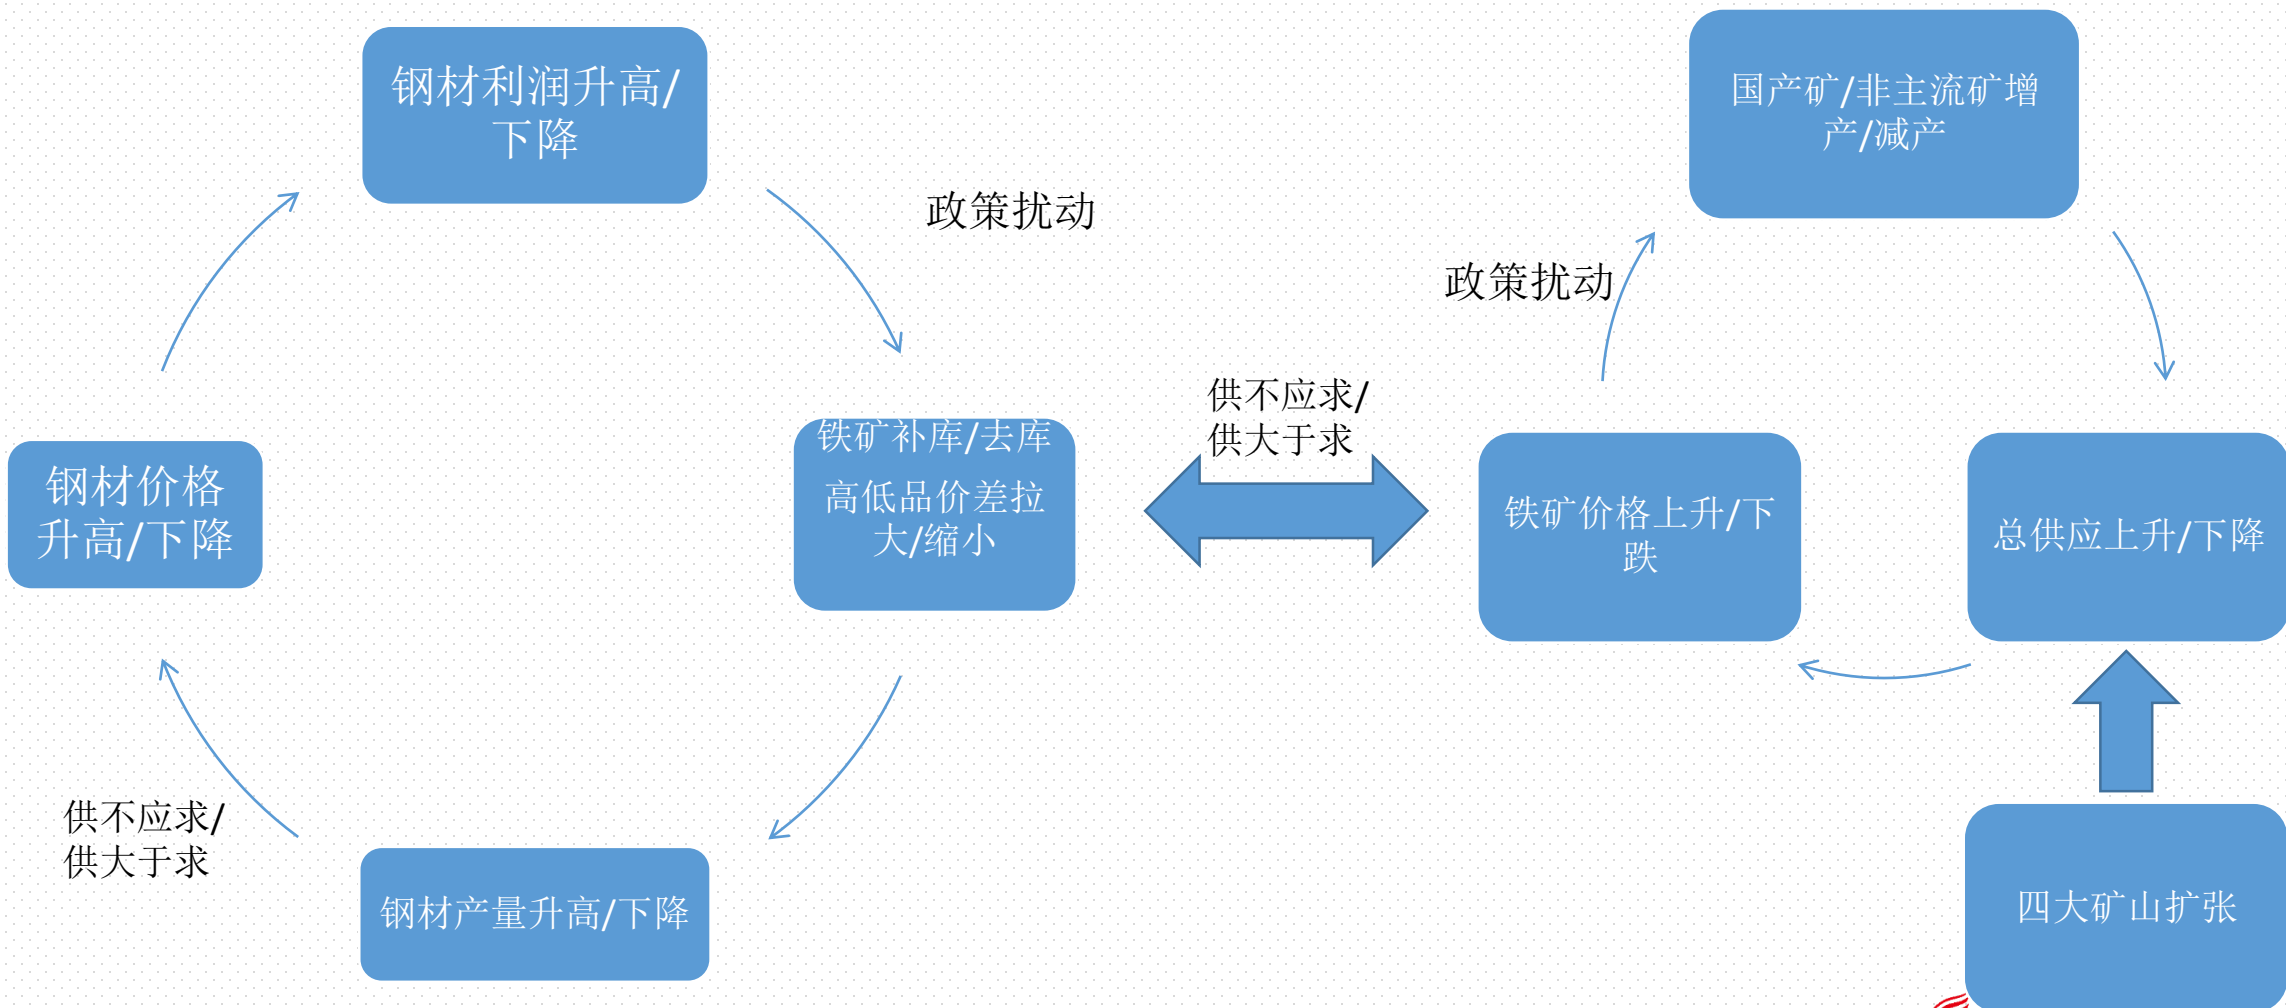 钢材利润升高/
下降
国产矿/非主流矿增
产/减产
政策扰动
政策扰动
供不应求/
供大于求
钢材价格
升高/下降
铁矿补库/去库
高低品价差拉
大/缩小
铁矿价格上升/下
跌
总供应上升/下降
供不应求/
供大于求
钢材产量升高/下降
四大矿山扩张